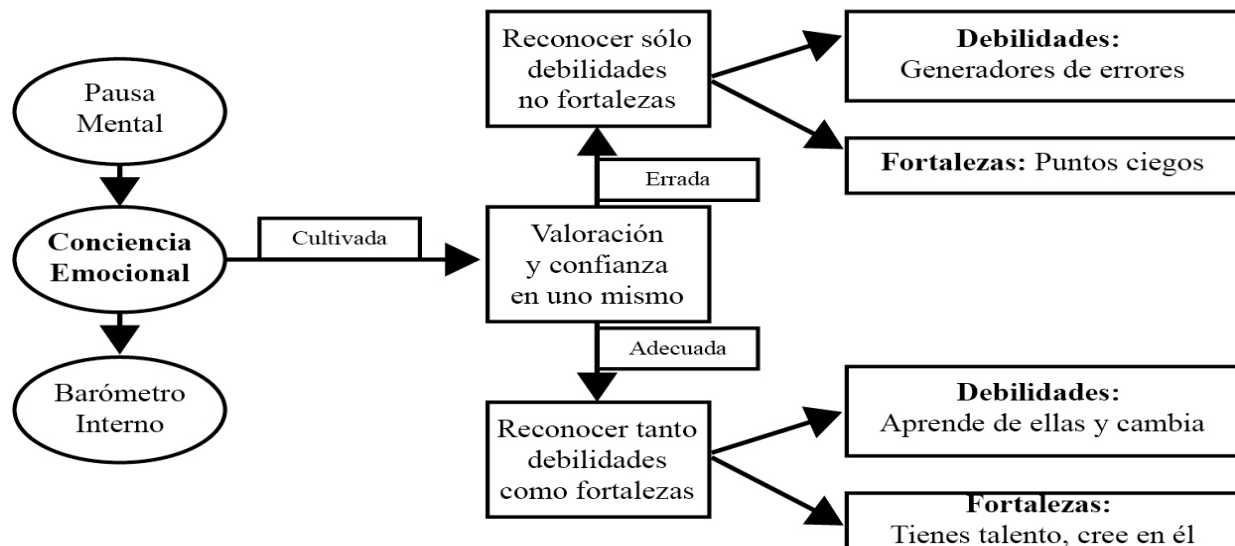 Pausa
Mental
Conciencia
Emocional
Barómetro
Interno
Cultivada
Reconocer sólo
debilidades
no fortalezas
Errada
Valoración
y confianza
en uno mismo
Adecuada
Reconocer tanto
debilidades
como fortalezas
Debilidades:
Generadores de errores
Fortalezas: Puntos ciegos
Debilidades:
Aprende de ellas y cambia
Fortalezas:
Tienes talento, cree en él